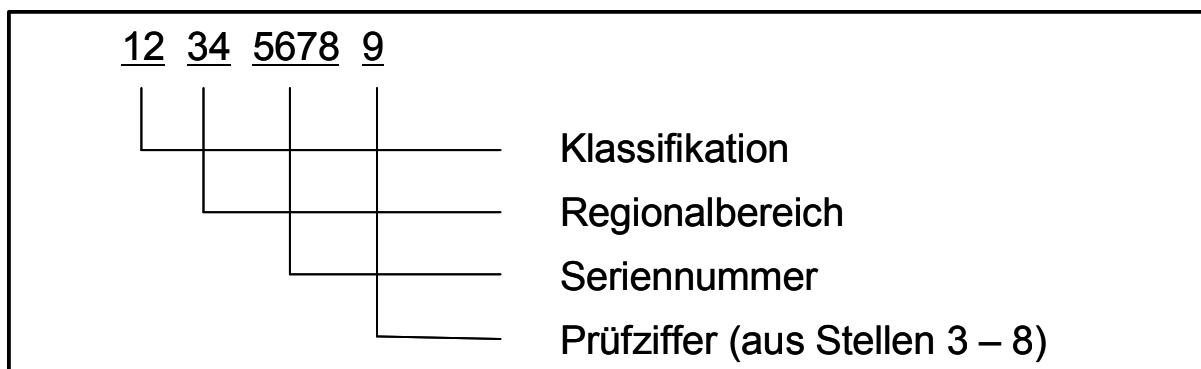 12 34 5678 9
Klassifikation
Regionalbereich
Seriennummer
Prüfziffer (aus Stellen 3 – 8)